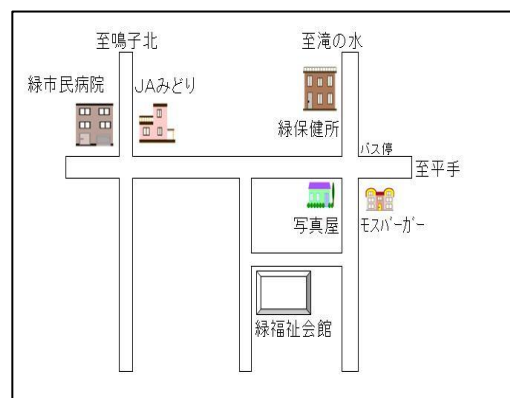 至鳴子北
至滝の水
緑市民病院
JAみどり
緑保健所
バス停
至平手
写真屋
モスバーガー
緑福祉会館